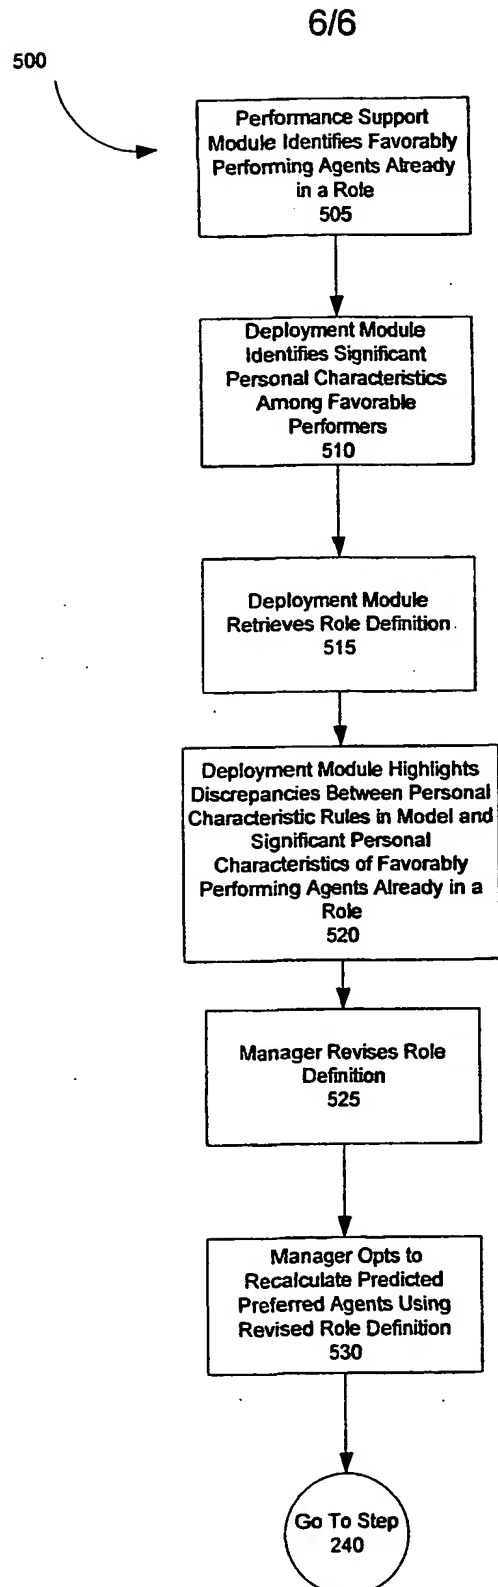 6/6
500
Performance Support
Module Identifies Favorably
Performing Agents Already
in a Role
505
Deployment Module
Identifies Significant
Personal Characteristics
Among Favorable
Performers
510
Deployment Module
Retrieves Role Definition
515
Deployment Module Highlights
Discrepancies Between Personal
Characteristic Rules in Model and
Significant Personal
Characteristics of Favorably
Performing Agents Already in a
Role
520
Manager Revises Role
Definition
525
Manager Opts to
Recalculate Predicted
Preferred Agents Using
Revised Role Definition
530
Go To Step
240